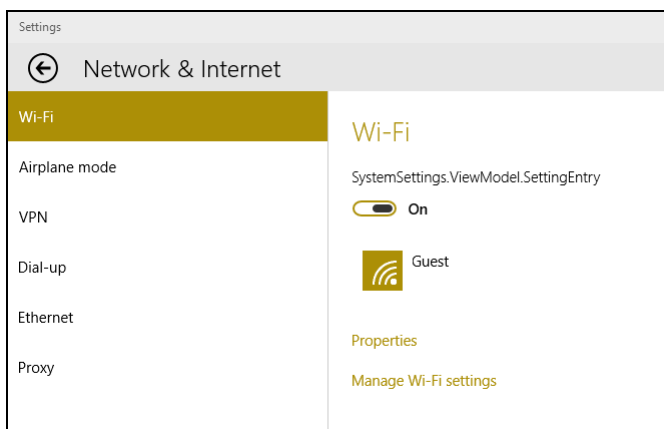 Settings
Network & Internet
Wi-Fi
Airplane mode
VPN
Dial-up
Ethernet
Proxy
Wi-Fi
SystemSettings.ViewModel.SettingEntry
On
Guest
Properties
Manage Wi-Fi settings